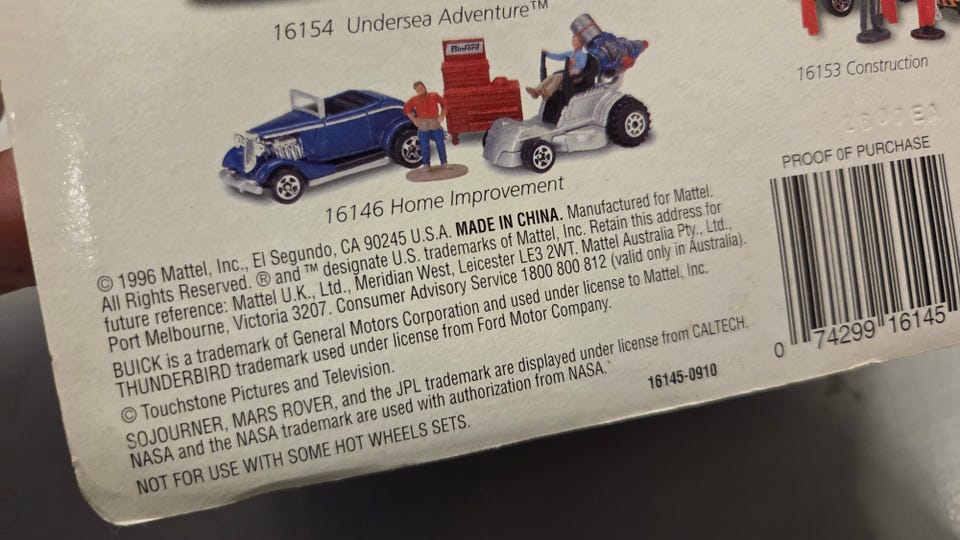 16154 Undersea Adventure™
Binford
16153 Construction
16146 Home Improvement
PROOF OF PURCHASE
© 1996 Mattel, Inc., El Segundo, CA 90245 U.S.A. MADE IN CHINA. Manufactured for Mattel.
All Rights Reserved. ® and ™ designate U.S. trademarks of Mattel, Inc. Retain this address for
future reference: Mattel U.K., Ltd., Meridian West, Leicester LE3 2WT. Mattel Australia Pty., Ltd.,
Port Melbourne, Victoria 3207. Consumer Advisory Service 1800 800 812 (valid only in Australia).
BUICK is a trademark of General Motors Corporation and used under license to Mattel, Inc.
THUNDERBIRD trademark used under license from Ford Motor Company.
© Touchstone Pictures and Television.
SOJOURNER, MARS ROVER, and the JPL trademark are displayed under license from CALTECH.
NASA and the NASA trademark are used with authorization from NASA.
NOT FOR USE WITH SOME HOT WHEELS SETS.
16145-0910
0 74299 16145